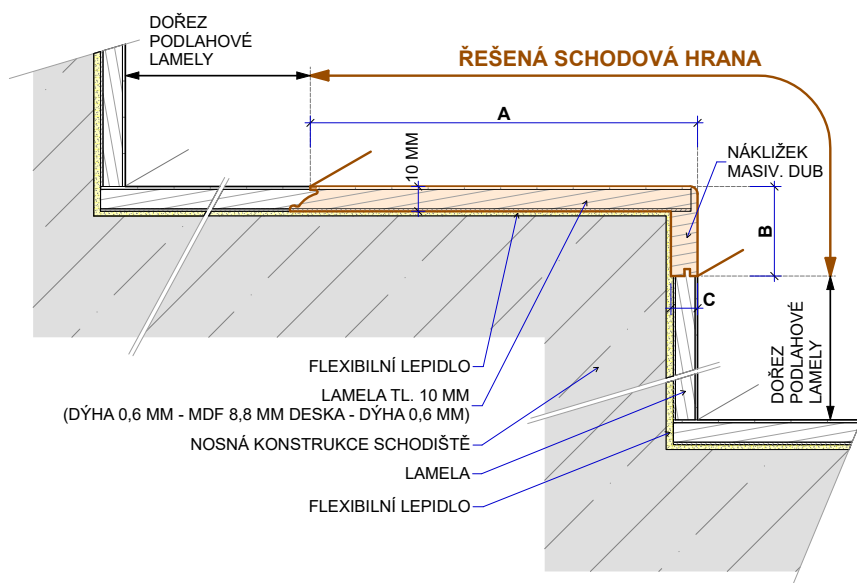 DOŘEZ
PODLAHOVÉ
LAMELY
ŘEŠENÁ SCHODOVÁ HRANA
A
10 MM
NÁKLIŽEK
MASIV. DUB
B
C
DOŘEZ
PODLAHOVÉ
LAMELY
FLEXIBILNÍ LEPIDLO
LAMELA TL. 10 MM
(DÝHA 0,6 MM - MDF 8,8 MM DESKA - DÝHA 0,6 MM)
NOSNÁ KONSTRUKCE SCHODIŠTĚ
LAMELA
FLEXIBILNÍ LEPIDLO